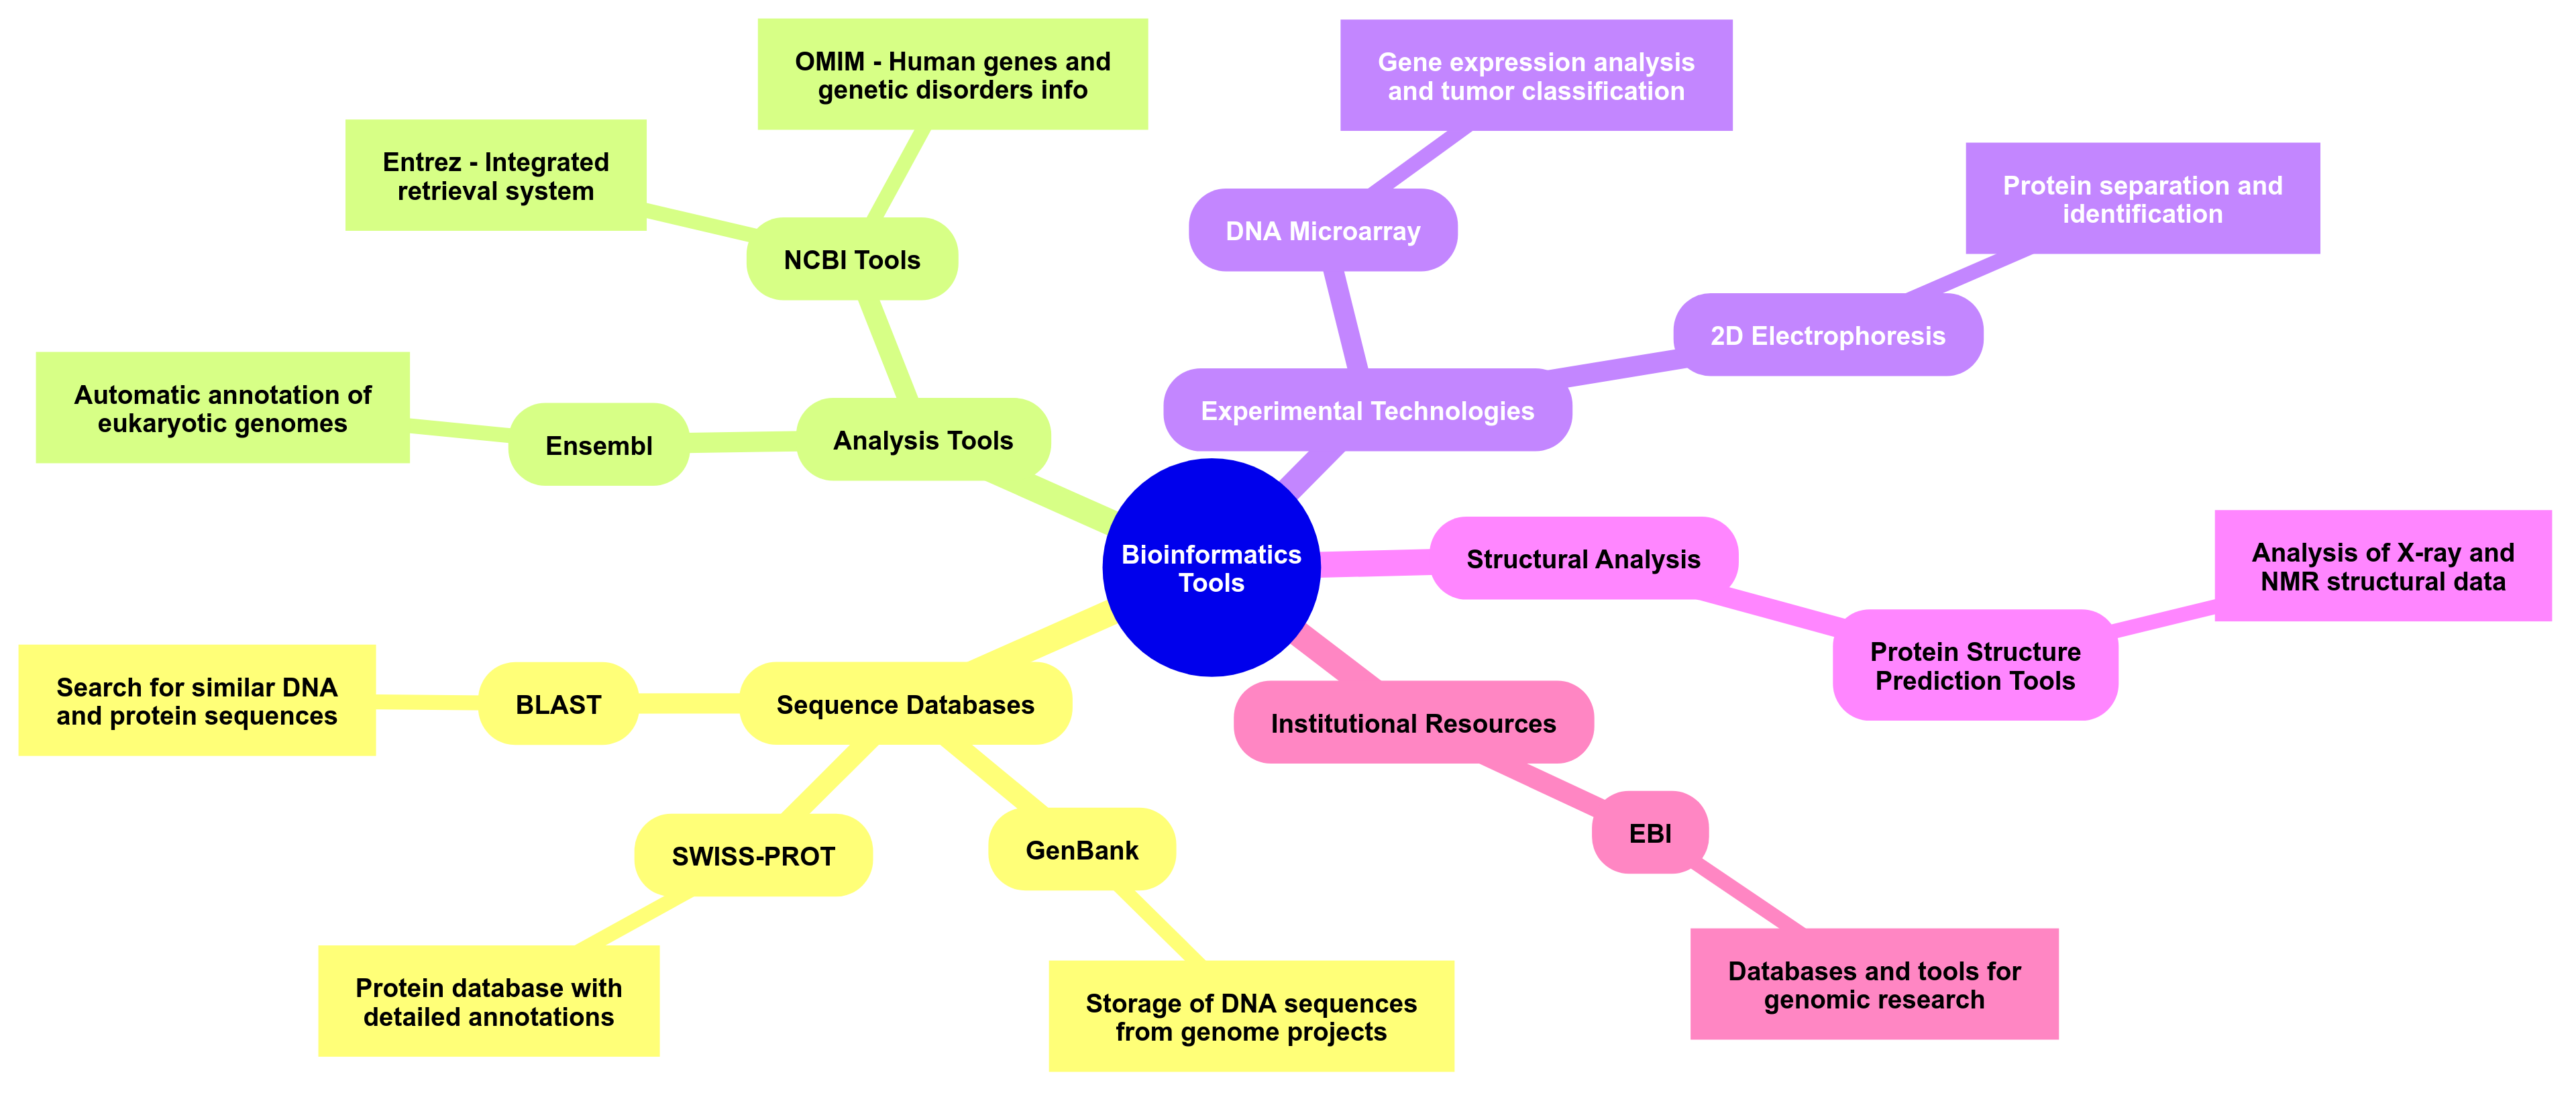 OMIM - Human genes and
genetic disorders info
Gene expression analysis
and tumor classification
Entrez - Integrated
retrieval system
Protein separation and
identification
NCBI Tools
DNA Microarray
2D Electrophoresis
Automatic annotation of
eukaryotic genomes
Ensembl
Analysis Tools
Experimental Technologies
Bioinformatics
Tools
Structural Analysis
Analysis of X-ray and
NMR structural data
Protein Structure
Prediction Tools
Search for similar DNA
and protein sequences
BLAST
Sequence Databases
Institutional Resources
SWISS-PROT
GenBank
EBI
Protein database with
detailed annotations
Storage of DNA sequences
from genome projects
Databases and tools for
genomic research